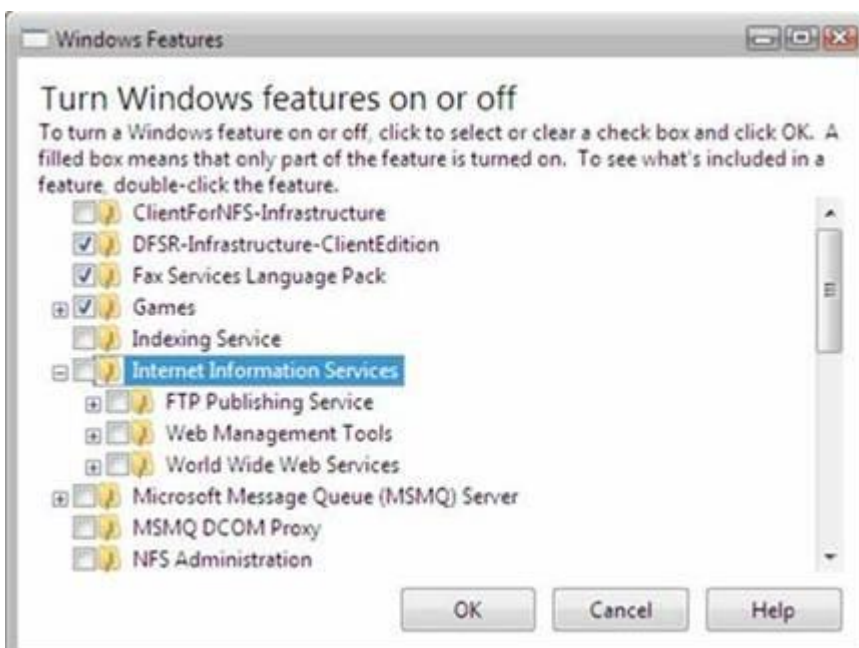 Windows Features
Turn Windows features on or off
To turn a Windows feature on or off, click to select or clear a check box and click OK. A
filled box means that only part of the feature is turned on. To see what's included in a
feature, double-click the feature.
ClientForNFS-Infrastructure
DFSR-Infrastructure-ClientEdition
Fax Services Language Pack
Games
Indexing Service
Internet Information Services
FTP Publishing Service
Web Management Tools
World Wide Web Services
Microsoft Message Queue (MSMQ) Server
MSMQ DCOM Proxy
NFS Administration
OK Cancel Help